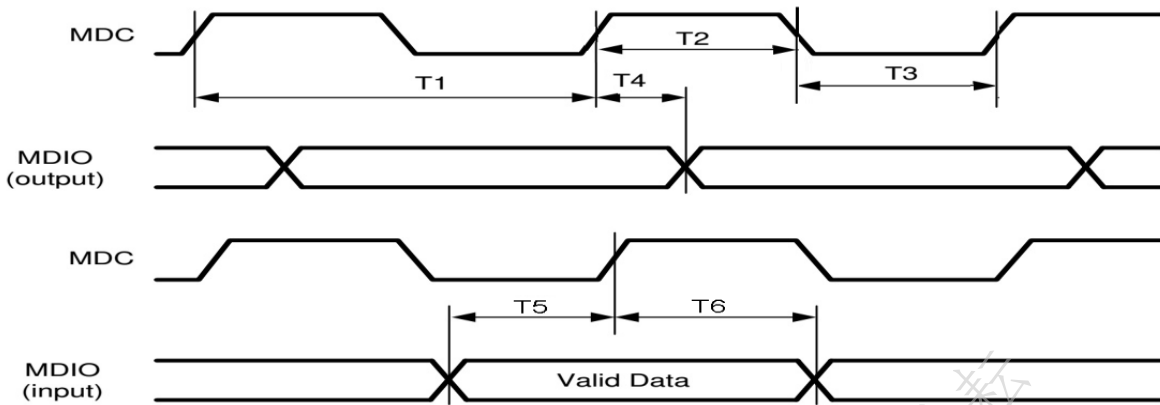 MDC
T1
T2
T3
T4
MDIO
(output)
MDC
T5
T6
MDIO
(input)
Valid Data